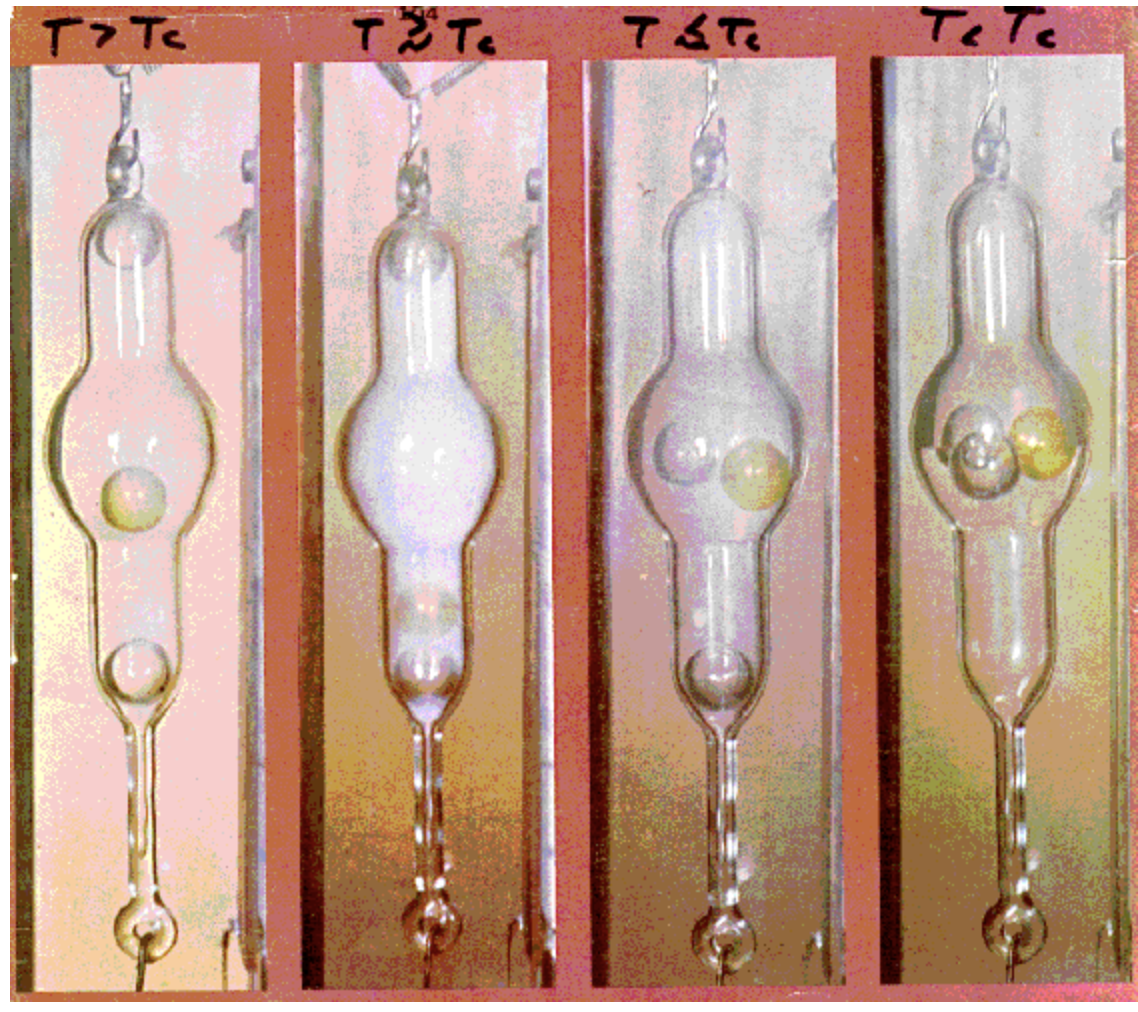 T > Tc
T ≳ Tc
T ≲ Tc
T < Tc